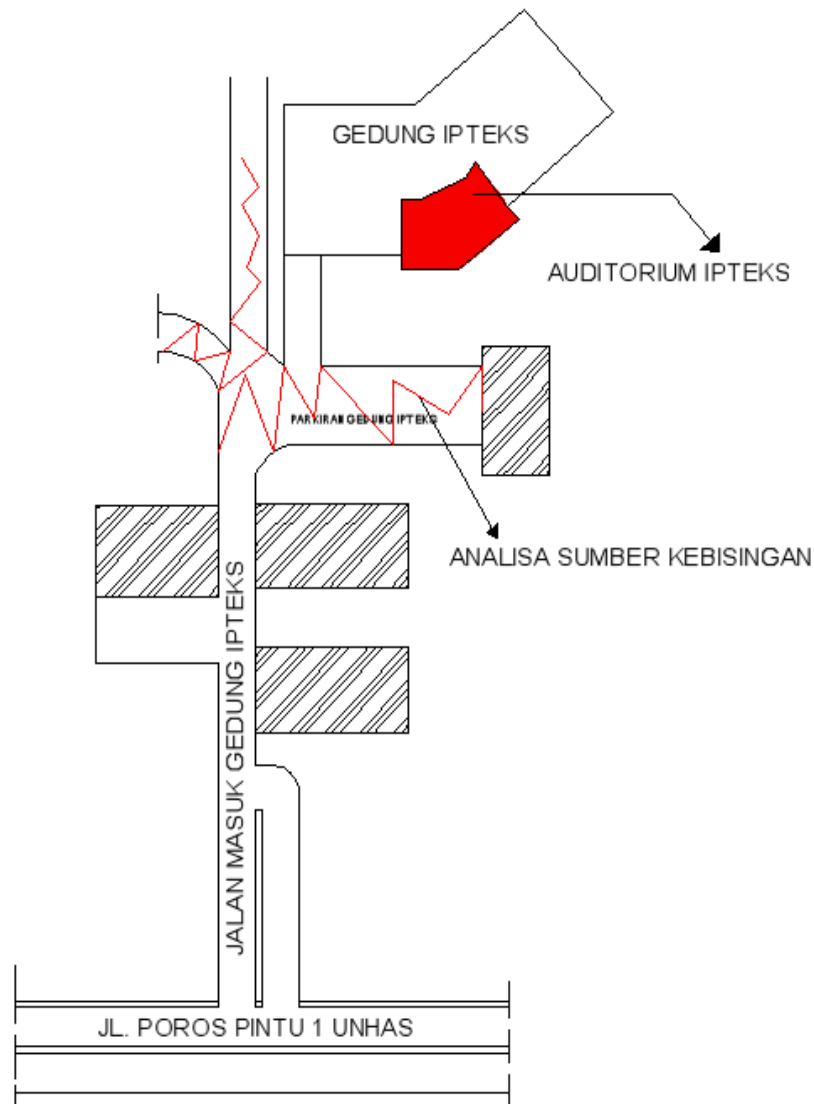 GEDUNG IPTEKS
AUDITORIUM IPTEKS
PARKIRAN GEDUNG IPTEKS
ANALISA SUMBER KEBISINGAN
JALAN MASUK GEDUNG IPTEKS
JL. POROS PINTU 1 UNHAS